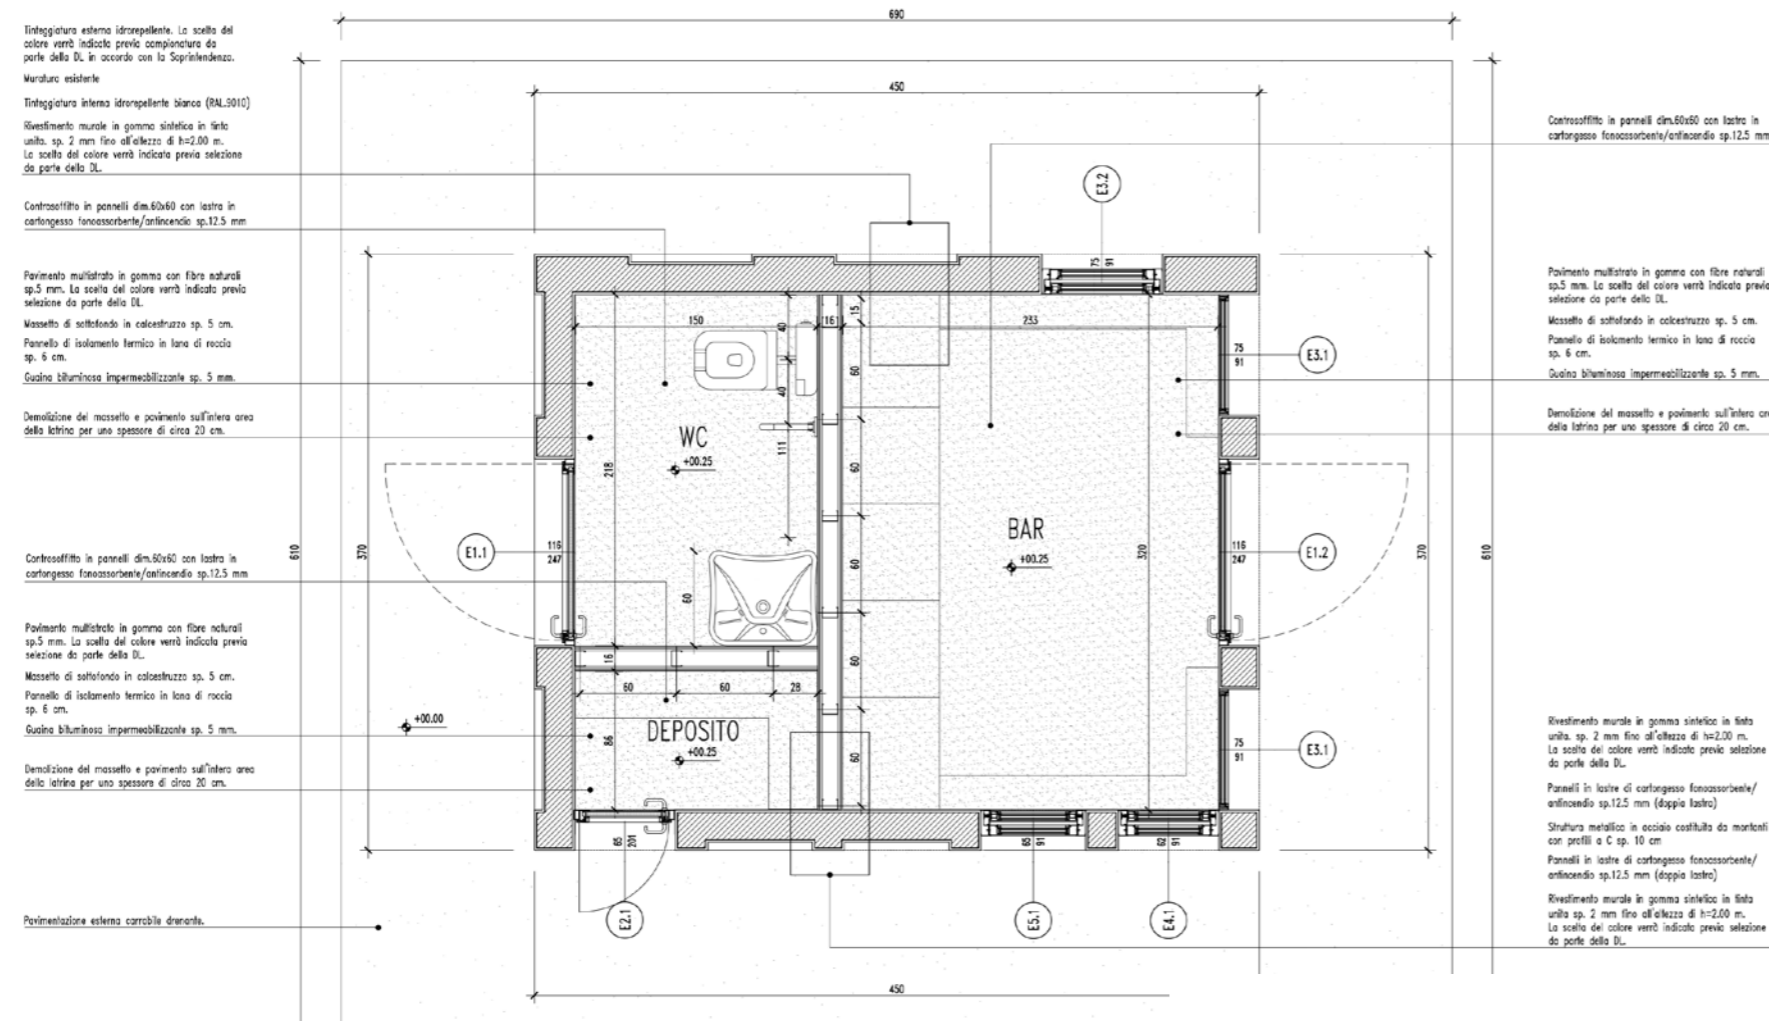 Tinteggiatura esterna idrorepellente. La scelta del
colore verrà indicata previa campionatura da
parte della DL in accordo con la Soprintendenza.
Muratura esistente
Tinteggiatura interna idrorepellente bianca (RAL.9010)
Rivestimento murale in gomma sintetica in tinta
unita. sp. 2 mm fino all'altezza di h=2.00 m.
La scelta del colore verrà indicata previa selezione
da parte della DL.
Controsoffitto in pannelli dim.60x60 con lastra in
cartongesso fonoassorbente/antincendio sp.12.5 mm
Pavimento multistrato in gomma con fibre naturali
sp.5 mm. La scelta del colore verrà indicata previa
selezione da parte della DL.
Massetto di sottofondo in calcestruzzo sp. 5 cm.
Pannello di isolamento termico in lana di roccia
sp. 6 cm.
Guaina bituminosa impermeabilizzante sp. 5 mm.
Demolizione del massetto e pavimento sull'intera area
della latrina per uno spessore di circa 20 cm.
Controsoffitto in pannelli dim.60x60 con lastra in
cartongesso fonoassorbente/antincendio sp.12.5 mm
Pavimento multistrato in gomma con fibre naturali
sp.5 mm. La scelta del colore verrà indicata previa
selezione da parte della DL.
Massetto di sottofondo in calcestruzzo sp. 5 cm.
Pannello di isolamento termico in lana di roccia
sp. 6 cm.
Guaina bituminosa impermeabilizzante sp. 5 mm.
Demolizione del massetto e pavimento sull'intera area
della latrina per uno spessore di circa 20 cm.
Pavimentazione esterna carrabile drenante.
690
450
E3.2
75
91
150
16
233
40
15
40
60
111
WC
+00.25
218
60
75
91
E3.1
610
370
E1.1
116
247
BAR
+00.25
60
60
320
116
247
E1.2
370
610
16
60
60
60
28
+00.00
86
DEPOSITO
+00.25
60
75
91
E3.1
65
201
65
91
62
91
E2.1
E5.1
E4.1
450
Controsoffitto in pannelli dim.60x60 con lastra in
cartongesso fonoassorbente/antincendio sp.12.5 mm
Pavimento multistrato in gomma con fibre naturali
sp.5 mm. La scelta del colore verrà indicata previa
selezione da parte della DL.
Massetto di sottofondo in calcestruzzo sp. 5 cm.
Pannello di isolamento termico in lana di roccia
sp. 6 cm.
Guaina bituminosa impermeabilizzante sp. 5 mm.
Demolizione del massetto e pavimento sull'intera are
della latrina per uno spessore di circa 20 cm.
Rivestimento murale in gomma sintetica in tinta
unita. sp. 2 mm fino all'altezza di h=2.00 m.
La scelta del colore verrà indicata previa selezione
da parte della DL.
Pannelli in lastre di cartongesso fonoassorbente/
antincendio sp.12.5 mm (doppia lastra)
Struttura metallica in acciaio costituita da montanti
con profili a C sp. 10 cm
Pannelli in lastre di cartongesso fonoassorbente/
antincendio sp.12.5 mm (doppia lastra)
Rivestimento murale in gomma sintetica in tinta
unita sp. 2 mm fino all'altezza di h=2.00 m.
La scelta del colore verrà indicata previa selezione
da parte della DL.